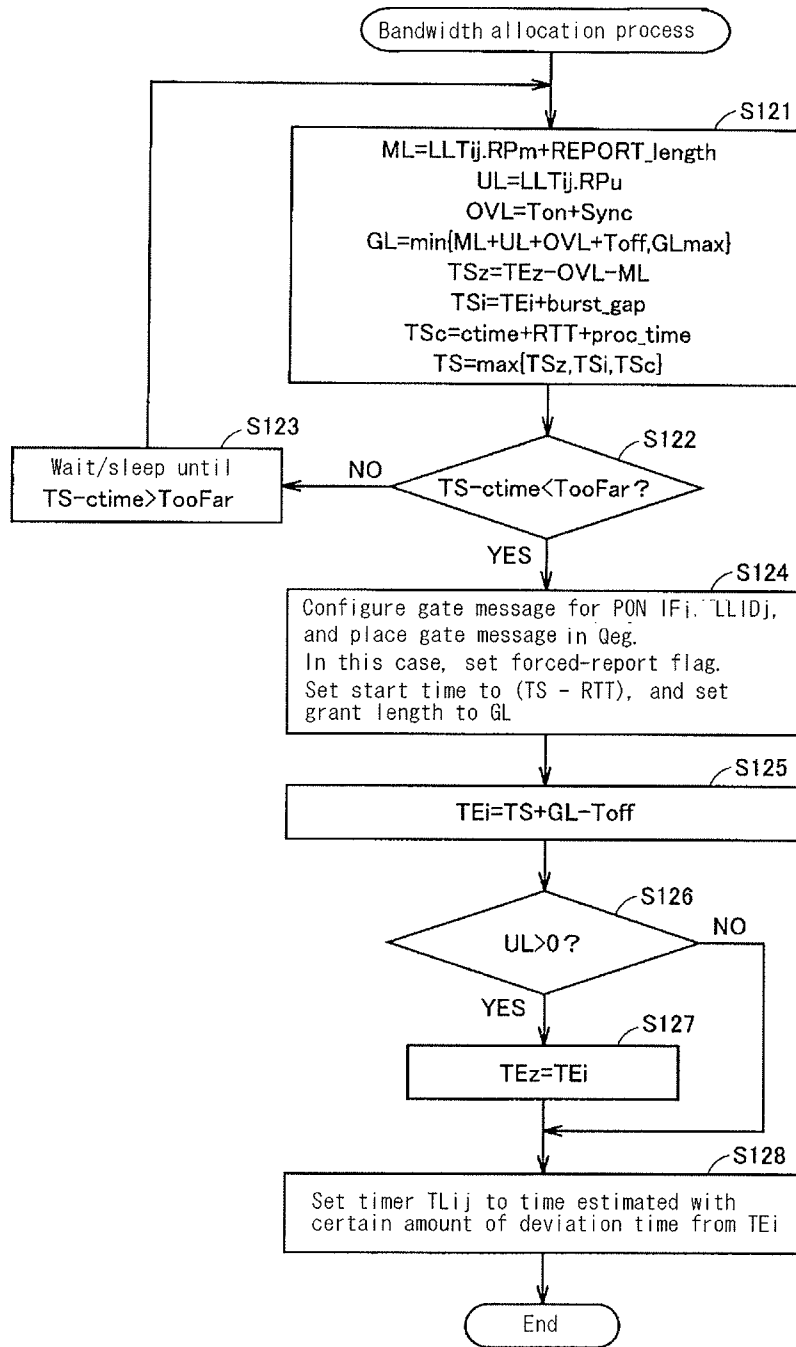 Bandwidth allocation process
S121
ML=LLTij.RPm+REPORT_length
UL=LLTij.RPu
OVL=Ton+Sync
GL=min{ML+UL+OVL+Toff,GLmax}
TSz=TEz-OVL-ML
TSi=TEi+burst_gap
TSc=ctime+RTT+proc_time
TS=max{TSz,TSi,TSc}
S123
Wait/sleep until
TS-ctime>TooFar
S122
NO
TS-ctime<TooFar?
YES
S124
Configure gate message for PON IFi. LLIDj,
and place gate message in Qeg.
In this case, set forced-report flag.
Set start time to (TS - RTT), and set
grant length to GL
S125
TEi=TS+GL-Toff
S126
NO
UL>0?
YES
S127
TEz=TEi
S128
Set timer TLij to time estimated with
certain amount of deviation time from TEi
End